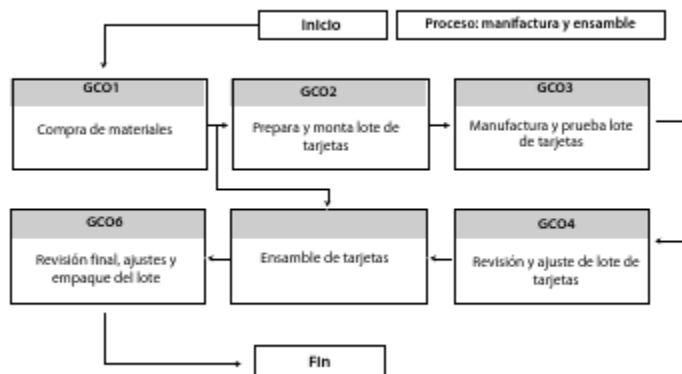 Inicio
Proceso: manifactura y ensamble
GCO1
Compra de materiales
GCO2
Prepara y monta lote de
tarjetas
GCO3
Manufactura y prueba lote
de tarjetas
GCO6
Revisión final, ajustes y
empaque del lote
Ensamble de tarjetas
GCO4
Revisión y ajuste de lote de
tarjetas
Fin